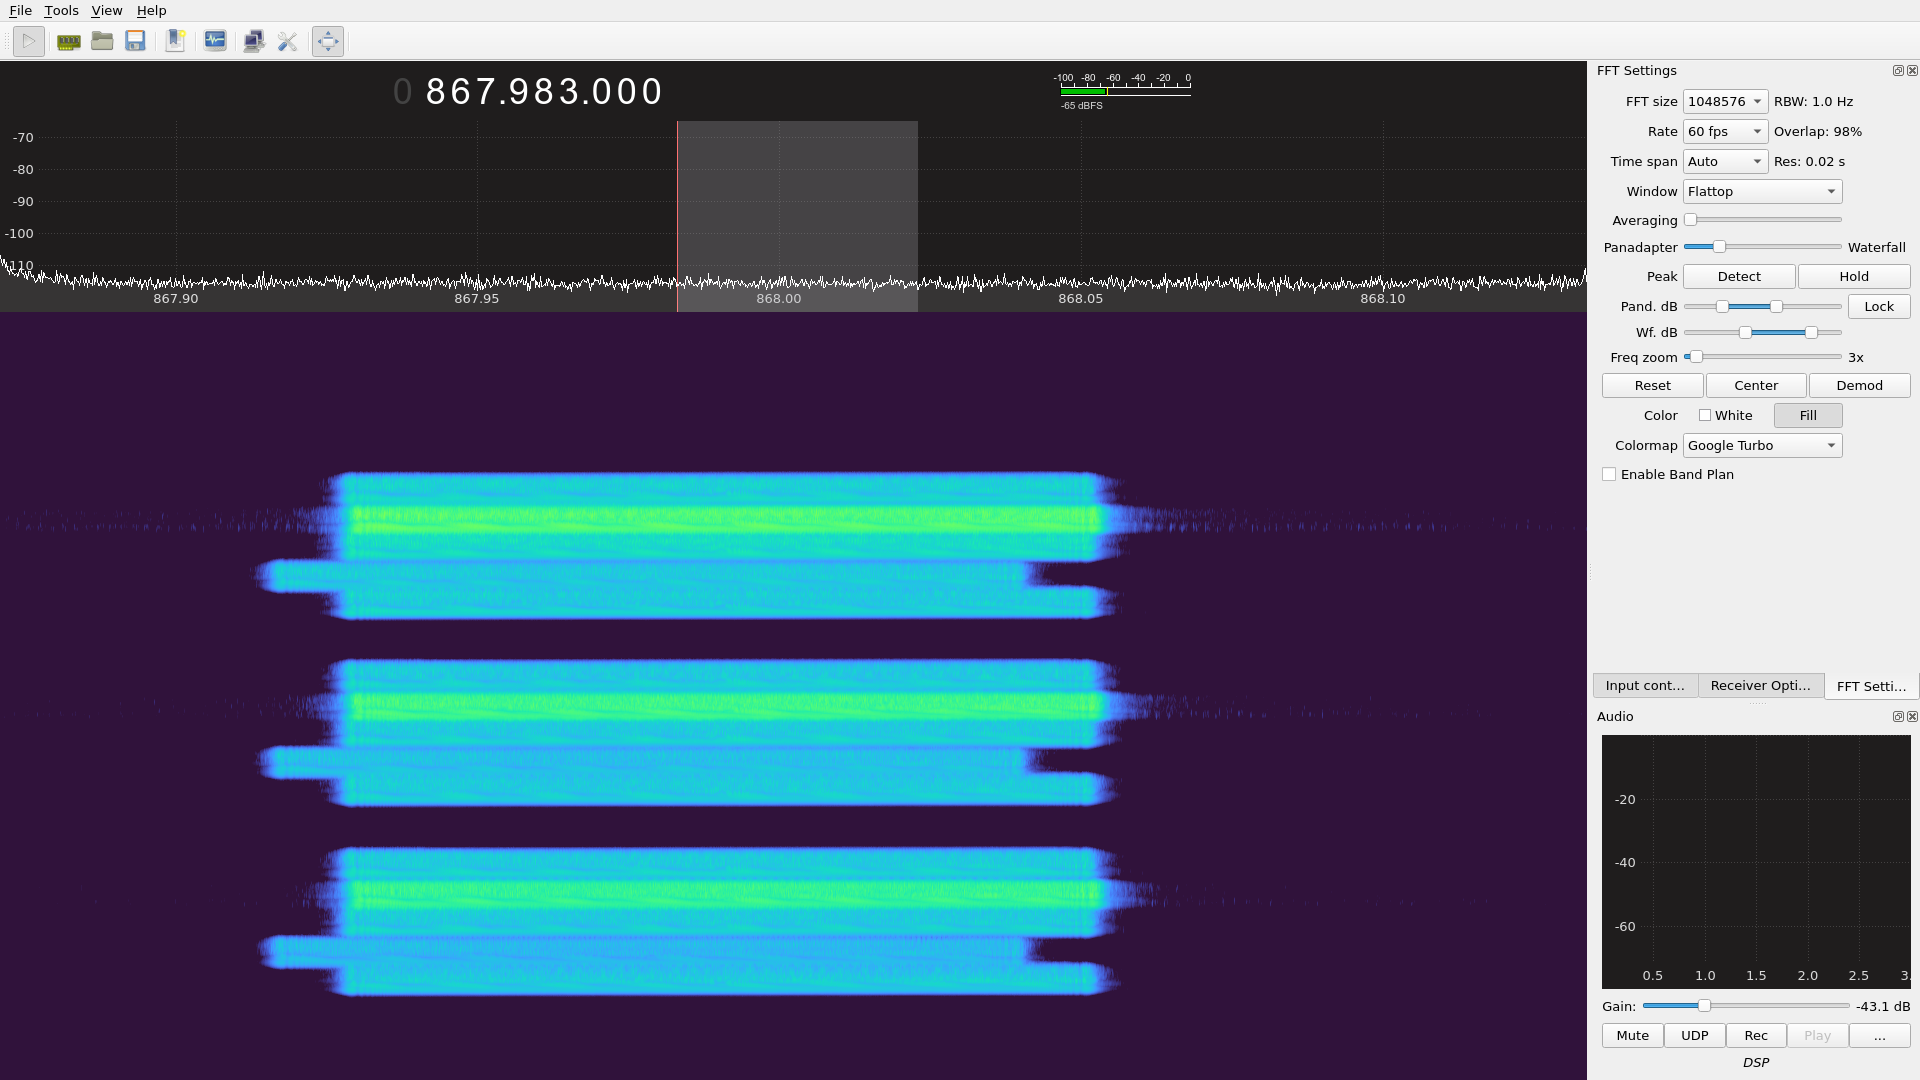 File Tools View Help
0 867.983.000
-100 -80 -60 -40 -20 0
-65 dBFS
-70
-80
-90
-100
-110
867.90 867.95 868.00 868.05 868.10
FFT Settings
FFT size 1048576 RBW: 1.0 Hz
Rate 60 fps Overlap: 98%
Time span Auto Res: 0.02 s
Window Flattop
Averaging
Panadapter Waterfall
Peak Detect Hold
Pand. dB Lock
Wf. dB
Freq zoom 3x
Reset Center Demod
Color White Fill
Colormap Google Turbo
Enable Band Plan
Input cont... Receiver Opti... FFT Setti...
Audio
-20
-40
-60
0.5 1.0 1.5 2.0 2.5 3.
Gain: -43.1 dB
Mute UDP Rec Play ...
DSP